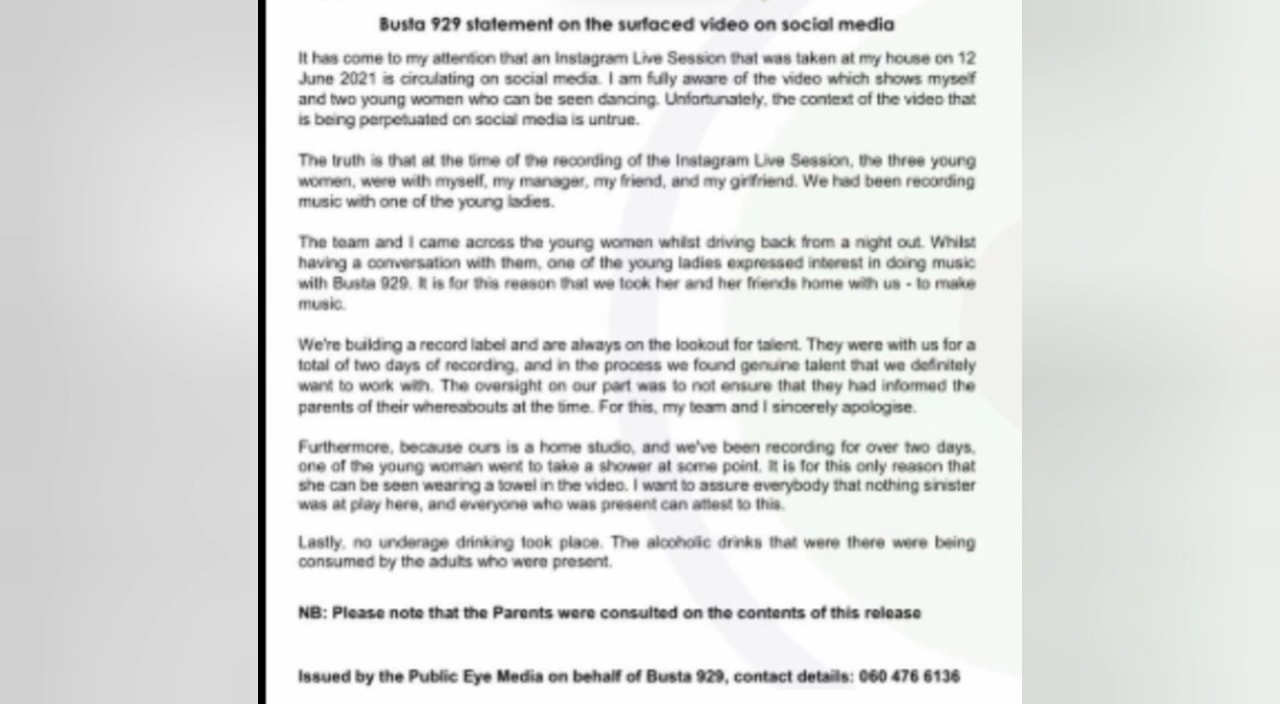 Busta 929 statement on the surfaced video on social media
It has come to my attention that an Instagram Live Session that was taken at my house on 12
June 2021 is circulating on social media. I am fully aware of the video which shows myself
and two young women who can be seen dancing. Unfortunately, the context of the video that
is being perpetuated on social media is untrue.
The truth is that at the time of the recording of the Instagram Live Session, the three young
women, were with myself, my manager, my friend, and my girlfriend. We had been recording
music with one of the young ladies.
The team and I came across the young women whilst driving back from a night out. Whilst
having a conversation with them, one of the young ladies expressed interest in doing music
with Busta 929. It is for this reason that we took her and her friends home with us - to make
music.
We're building a record label and are always on the lookout for talent. They were with us for a
total of two days of recording, and in the process we found genuine talent that we definitely
want to work with. The oversight on our part was to not ensure that they had informed the
parents of their whereabouts at the time. For this, my team and I sincerely apologise.
Furthermore, because ours is a home studio, and we've been recording for over two days,
one of the young woman went to take a shower at some point. It is for this only reason that
she can be seen wearing a towel in the video. I want to assure everybody that nothing sinister
was at play here, and everyone who was present can attest to this.
Lastly, no underage drinking took place. The alcoholic drinks that were there were being
consumed by the adults who were present.
NB: Please note that the Parents were consulted on the contents of this release
Issued by the Public Eye Media on behalf of Busta 929, contact details: 060 476 6136